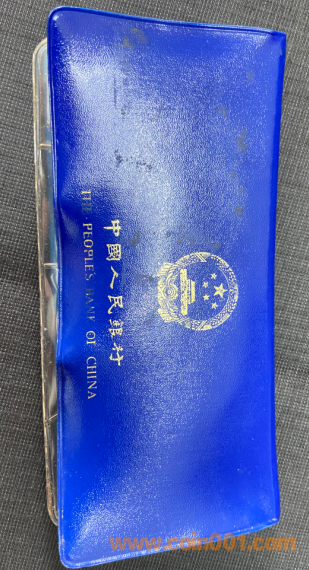 中國人民銀行
THE PEOPLE'S BANK OF CHINA
www.coin001.com